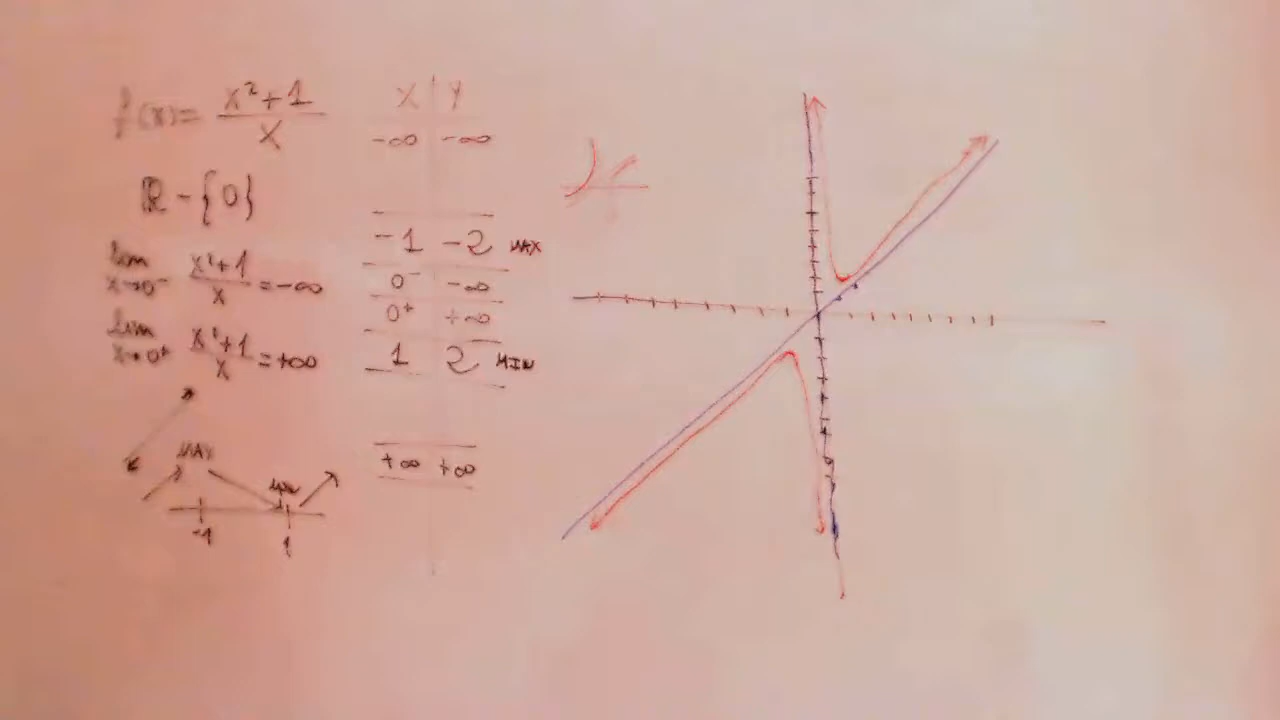 f(x)= x²+1 / x
ℝ-{0}
lim x→0⁻ x²+1 / x = -∞
lim x→0⁺ x²+1 / x = +∞
MAX
MIN
-1 1
X Y
-∞ -∞
-1 -2 MAX
0⁻ -∞
0⁺ +∞
1 2 MIN
+∞ +∞